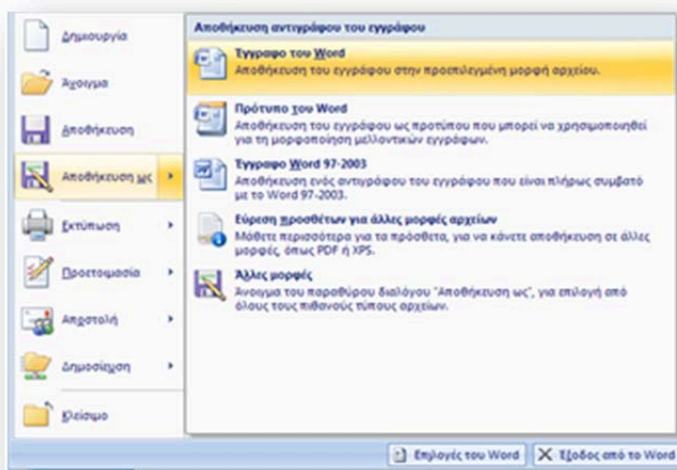 Δημιουργία
Άνοιγμα
Αποθήκευση
Αποθήκευση ως
Εκτύπωση
Προετοιμασία
Αποστολή
Δημοσίευση
Κλείσιμο
Αποθήκευση αντιγράφου του εγγράφου
Έγγραφο του Word
Αποθήκευση του εγγράφου στην προεπιλεγμένη μορφή αρχείου.
Πρότυπο του Word
Αποθήκευση του εγγράφου ως προτύπου που μπορεί να χρησιμοποιηθεί
για τη μορφοποίηση μελλοντικών εγγράφων.
Έγγραφο Word 97-2003
Αποθήκευση ενός αντιγράφου του εγγράφου που είναι πλήρως συμβατό
με το Word 97-2003.
Εύρεση προσθέτων για άλλες μορφές αρχείων
Μάθετε περισσότερα για τα πρόσθετα, για να κάνετε αποθήκευση σε άλλες
μορφές, όπως PDF ή XPS.
Άλλες μορφές
Άνοιγμα του παραθύρου διαλόγου "Αποθήκευση ως", για επιλογή από
όλους τους πιθανούς τύπους αρχείων.
Επιλογές του Word
Έξοδος από το Word